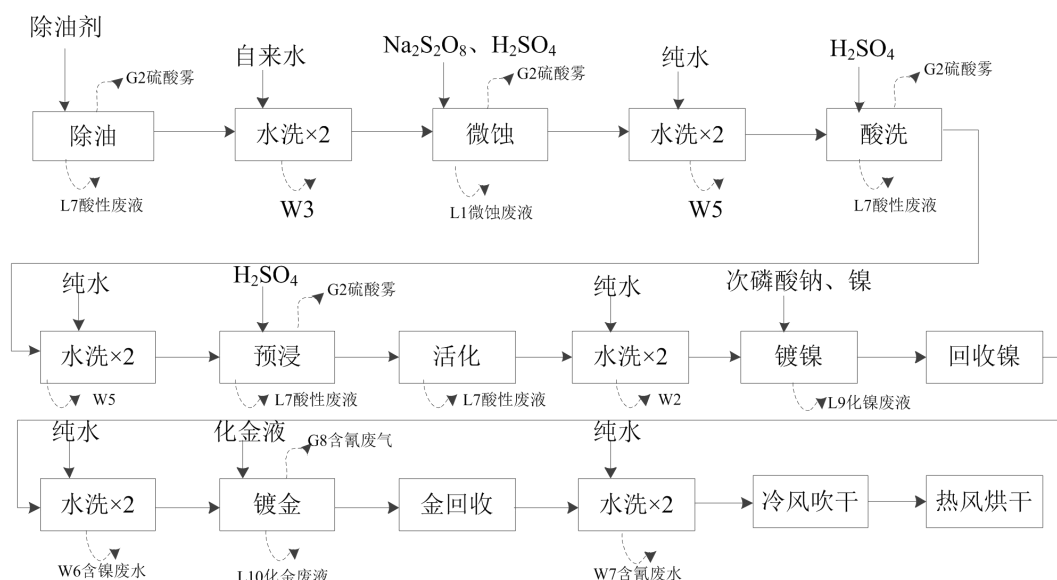 除油剂
自来水
Na₂S₂O₈、H₂SO₄
纯水
H₂SO₄
G2硫酸雾
G2硫酸雾
G2硫酸雾
除油
水洗×2
微蚀
水洗×2
酸洗
L7酸性废液
W3
L1微蚀废液
W5
L7酸性废液
纯水
H₂SO₄
G2硫酸雾
纯水
次磷酸钠、镍
水洗×2
预浸
活化
水洗×2
镀镍
回收镍
W5
L7酸性废液
L7酸性废液
W2
L9化镍废液
纯水
化金液
G8含氰废气
纯水
水洗×2
镀金
金回收
水洗×2
冷风吹干
热风烘干
W6含镍废水
L10化金废液
W7含氰废水